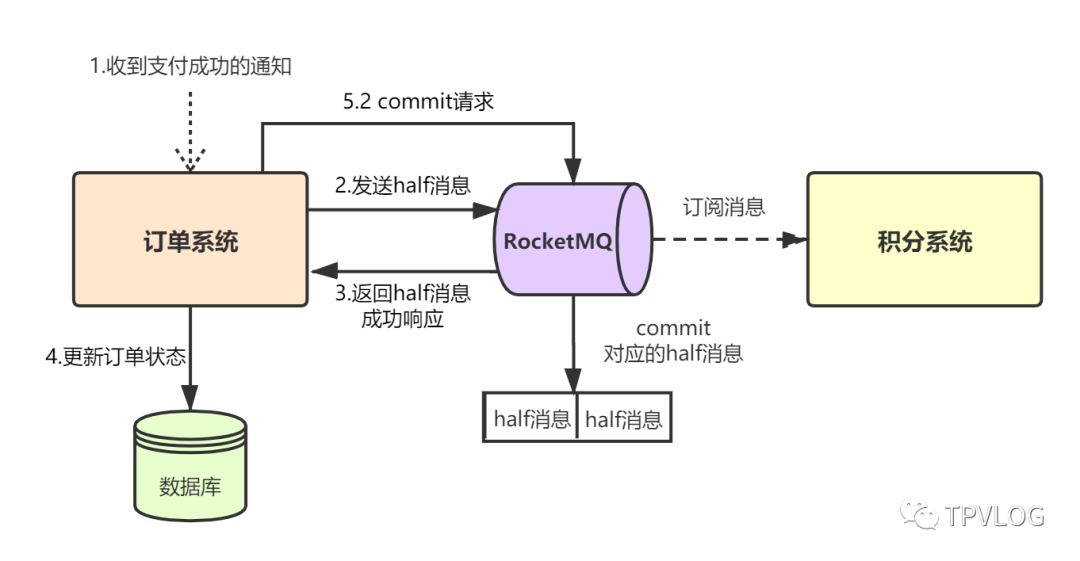 1.收到支付成功的通知
5.2 commit请求
2.发送half消息
订阅消息
订单系统
RocketMQ
积分系统
3.返回half消息
成功响应
commit
对应的half消息
4.更新订单状态
half消息
half消息
数据库
TPVLOG